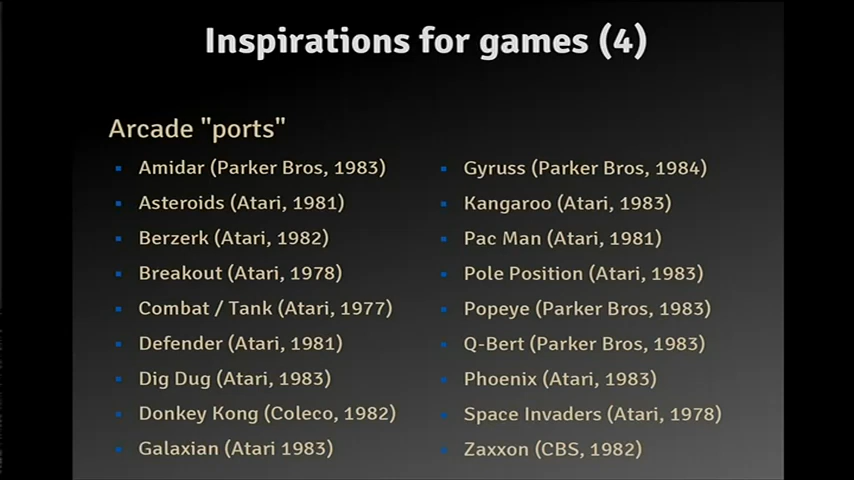 Inspirations for games (4)
Arcade "ports"
Amidar (Parker Bros, 1983)
Asteroids (Atari, 1981)
Berzerk (Atari, 1982)
Breakout (Atari, 1978)
Combat / Tank (Atari, 1977)
Defender (Atari, 1981)
Dig Dug (Atari, 1983)
Donkey Kong (Coleco, 1982)
Galaxian (Atari 1983)
Gyruss (Parker Bros, 1984)
Kangaroo (Atari, 1983)
Pac Man (Atari, 1981)
Pole Position (Atari, 1983)
Popeye (Parker Bros, 1983)
Q-Bert (Parker Bros, 1983)
Phoenix (Atari, 1983)
Space Invaders (Atari, 1978)
Zaxxon (CBS, 1982)